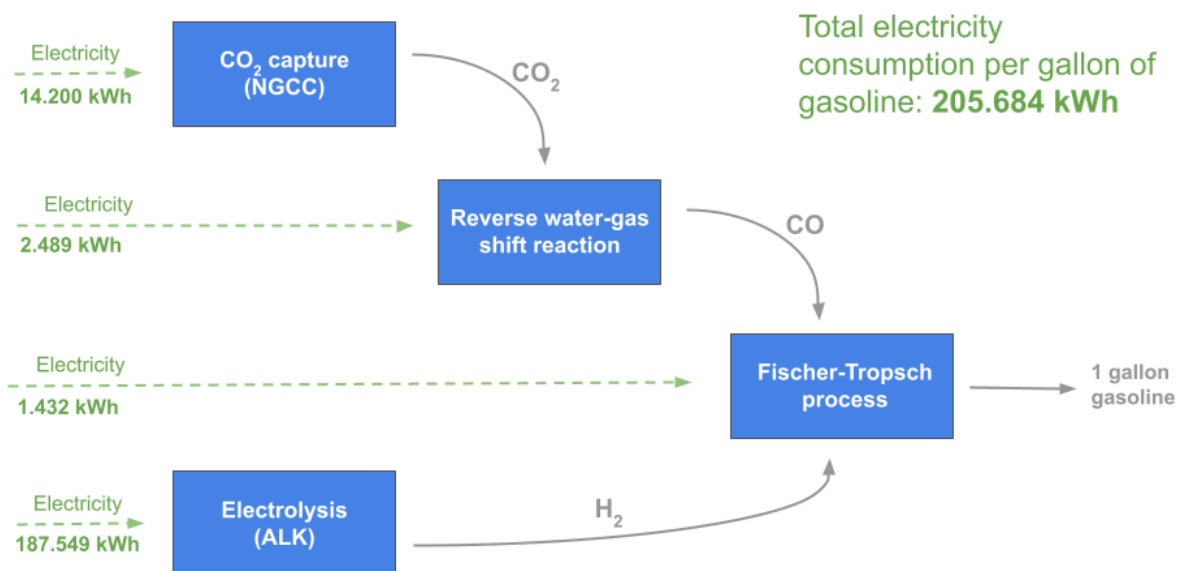 Electricity
14.200 kWh
CO₂ capture
(NGCC)
CO₂
Total electricity
consumption per gallon of
gasoline: 205.684 kWh
Electricity
2.489 kWh
Reverse water-gas
shift reaction
CO
Electricity
1.432 kWh
Fischer-Tropsch
process
1 gallon
gasoline
Electricity
187.549 kWh
Electrolysis
(ALK)
H₂